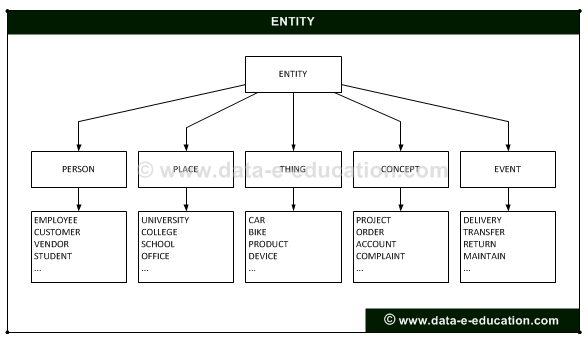 ENTITY
ENTITY
PERSON
PLACE
THING
CONCEPT
EVENT
© www.data-e-education.com
EMPLOYEE
CUSTOMER
VENDOR
STUDENT
...
UNIVERSITY
COLLEGE
SCHOOL
OFFICE
...
CAR
BIKE
PRODUCT
DEVICE
...
PROJECT
ORDER
ACCOUNT
COMPLAINT
...
DELIVERY
TRANSFER
RETURN
MAINTAIN
...
© www.data-e-education.com